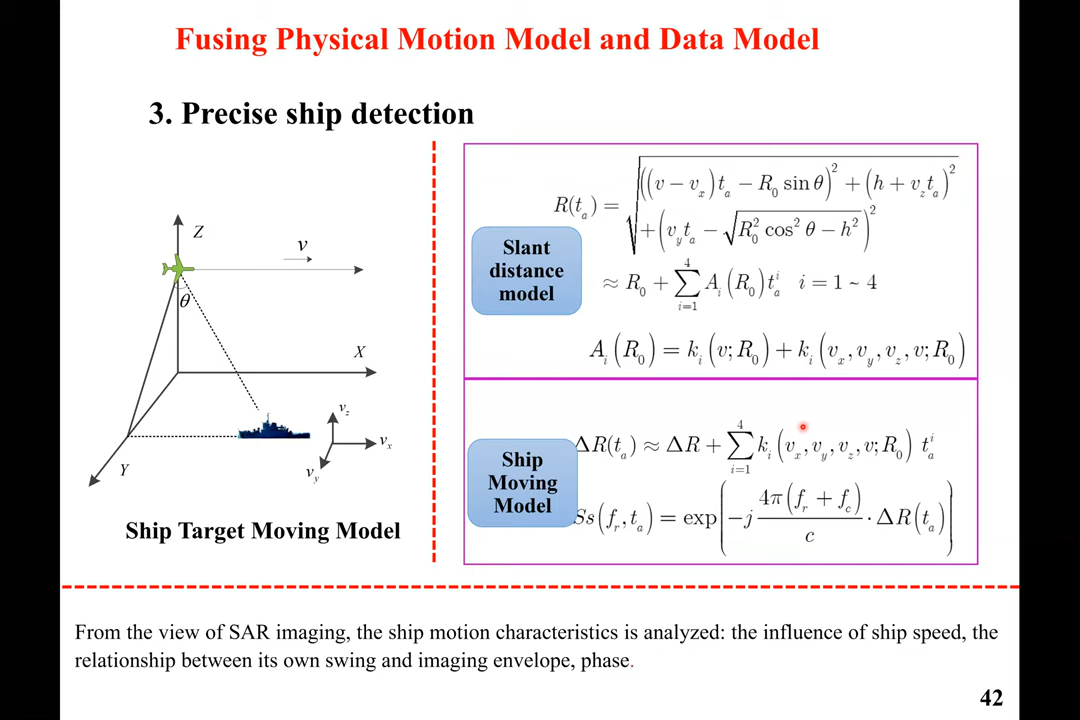 Fusing Physical Motion Model and Data Model
3. Precise ship detection
Z
v
θ
X
Y
v_z
v_x
v_y
Ship Target Moving Model
Slant
distance
model
R(t_a) = √(((v − v_x)t_a − R_0 sin θ)^2 + (h + v_z t_a)^2
+ (v_y t_a − √(R_0^2 cos^2 θ − h^2))^2)
≈ R_0 + ∑_{i=1}^{4} A_i(R_0) t_a^i   i = 1 ~ 4
A_i(R_0) = k_i(v; R_0) + k_i(v_x, v_y, v_z, v; R_0)
Ship
Moving
Model
ΔR(t_a) ≈ ΔR + ∑_{i=1}^{4} k_i(v_x, v_y, v_z, v; R_0) t_a^i
Ss(f_r, t_a) = exp(−j 4π(f_r + f_c)/c · ΔR(t_a))
From the view of SAR imaging, the ship motion characteristics is analyzed: the influence of ship speed, the
relationship between its own swing and imaging envelope, phase.
42